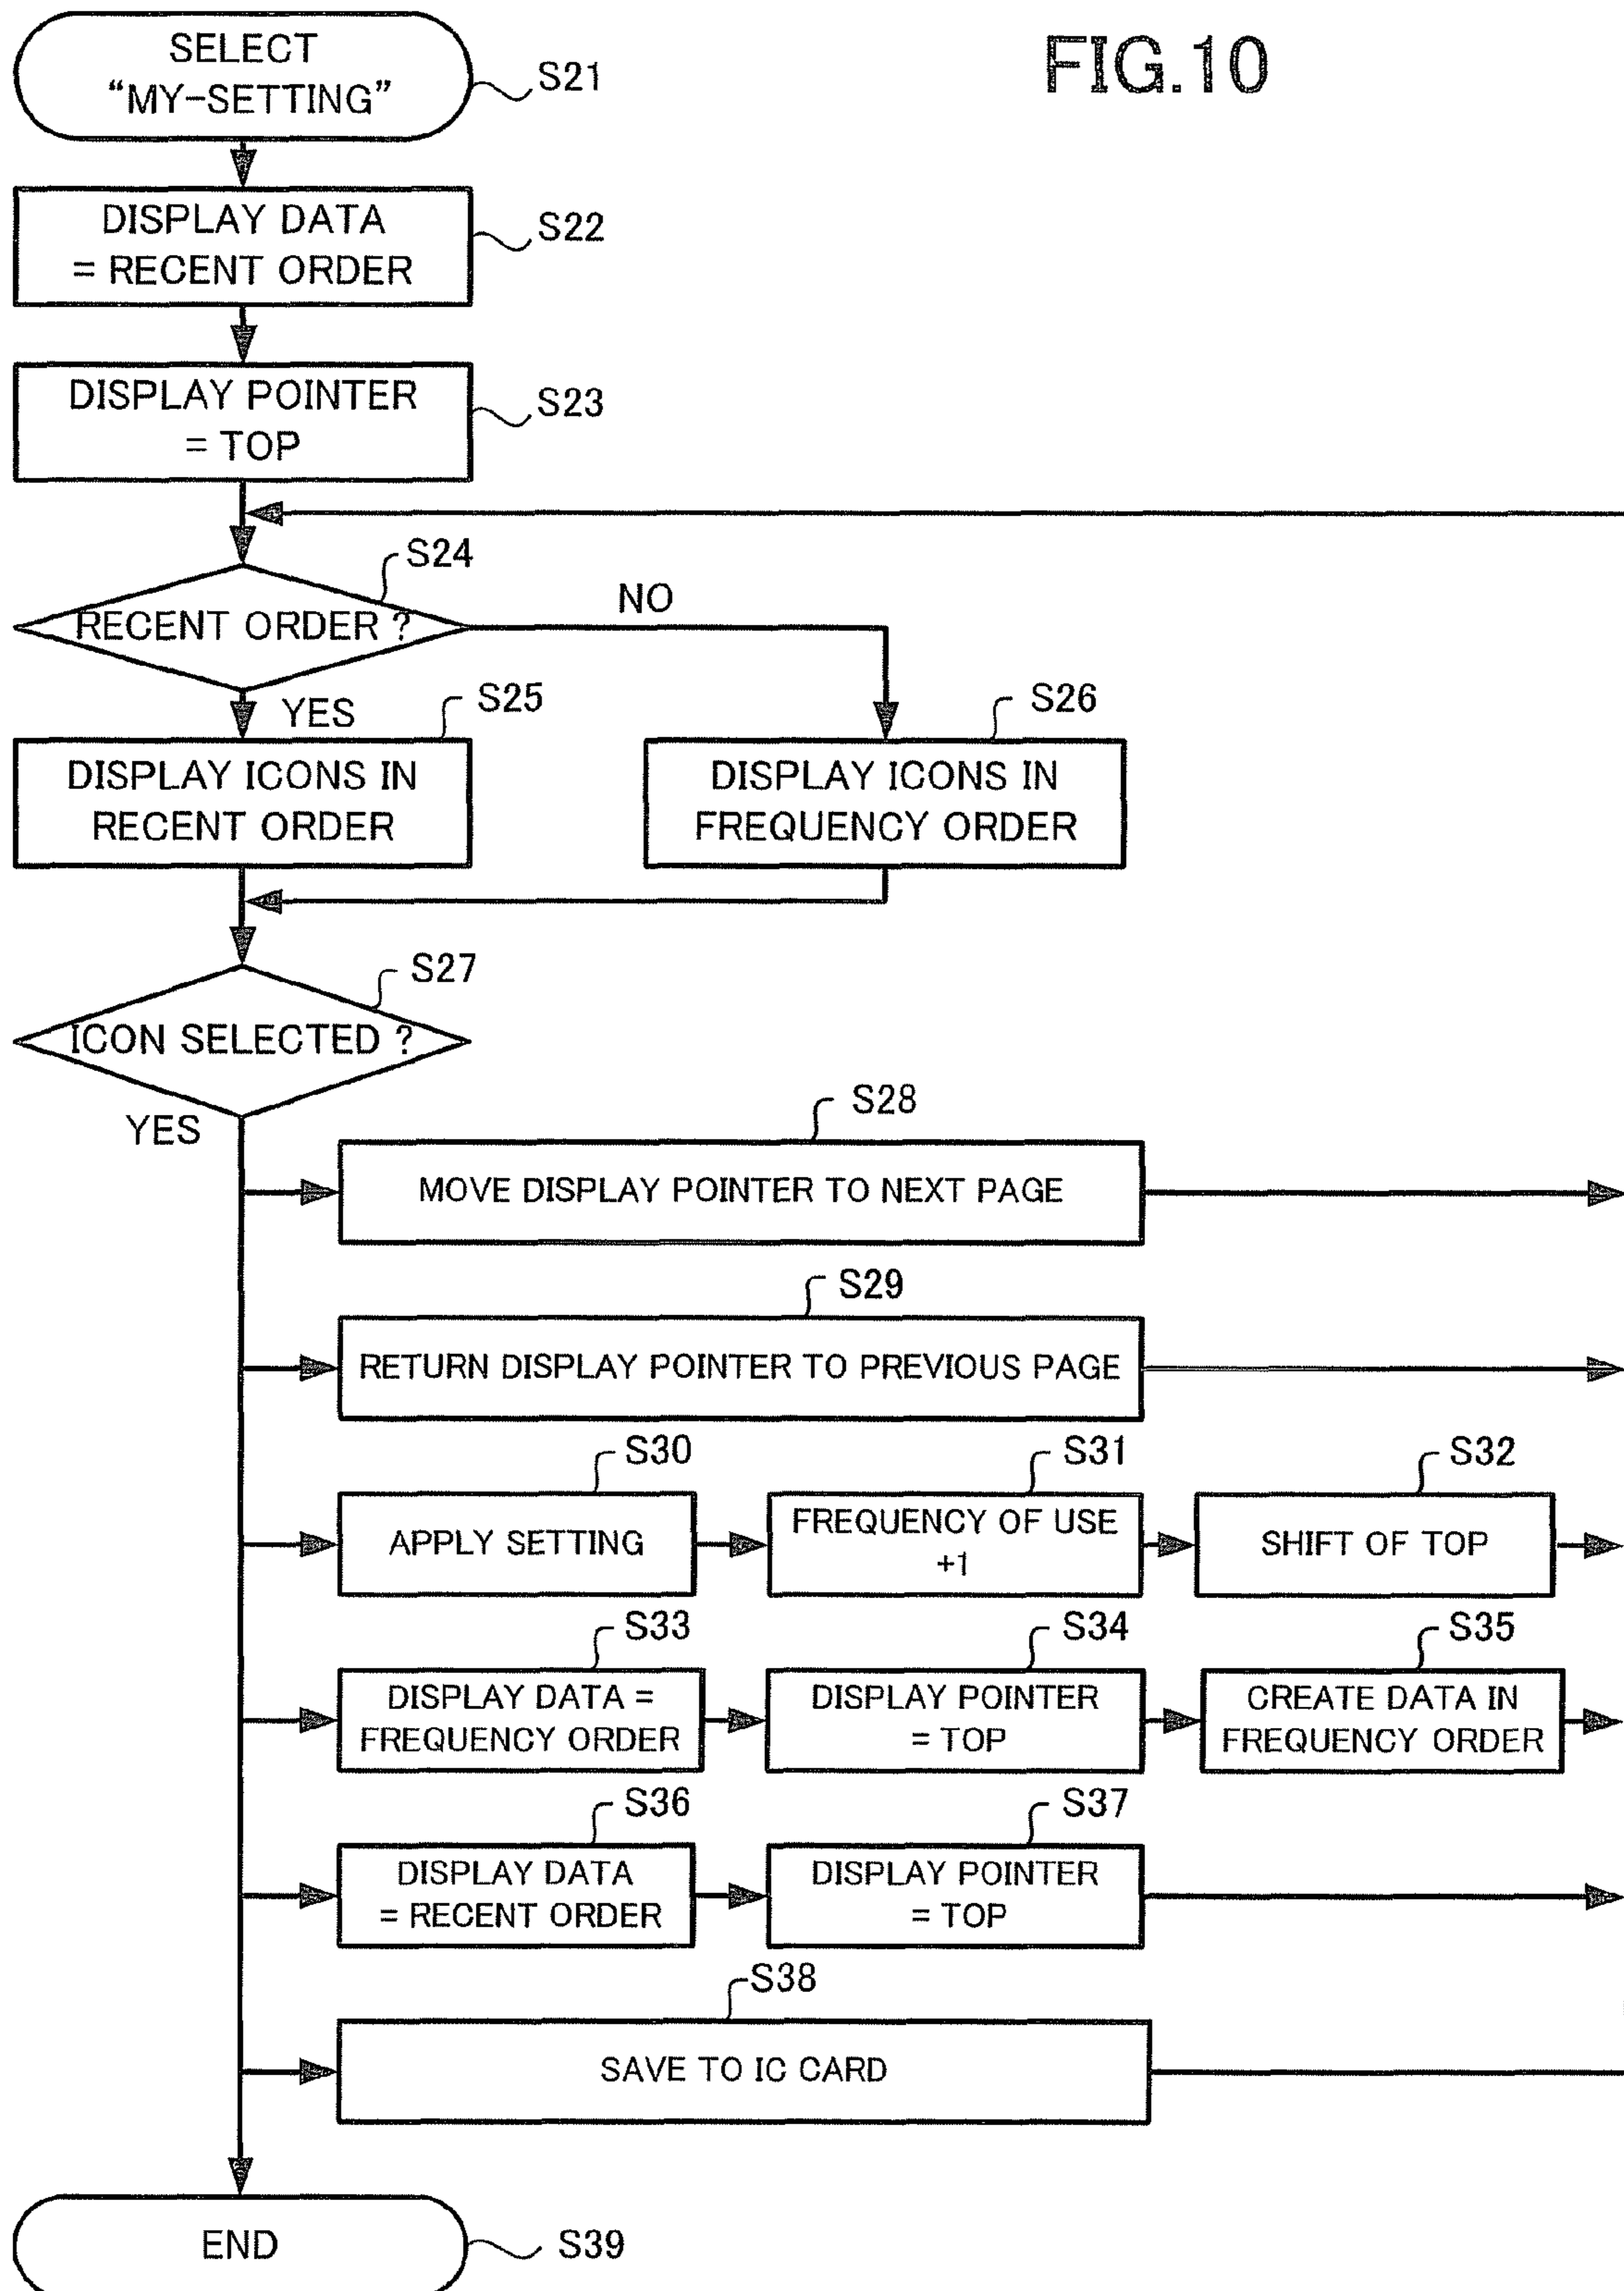 FIG.10
SELECT
“MY-SETTING”
S21
DISPLAY DATA
= RECENT ORDER
S22
DISPLAY POINTER
= TOP
S23
S24
RECENT ORDER ?
NO
YES
S25
DISPLAY ICONS IN
RECENT ORDER
S26
DISPLAY ICONS IN
FREQUENCY ORDER
S27
ICON SELECTED ?
YES
S28
MOVE DISPLAY POINTER TO NEXT PAGE
S29
RETURN DISPLAY POINTER TO PREVIOUS PAGE
S30
APPLY SETTING
S31
FREQUENCY OF USE
+1
S32
SHIFT OF TOP
S33
DISPLAY DATA =
FREQUENCY ORDER
S34
DISPLAY POINTER
= TOP
S35
CREATE DATA IN
FREQUENCY ORDER
S36
DISPLAY DATA
= RECENT ORDER
S37
DISPLAY POINTER
= TOP
S38
SAVE TO IC CARD
END
S39